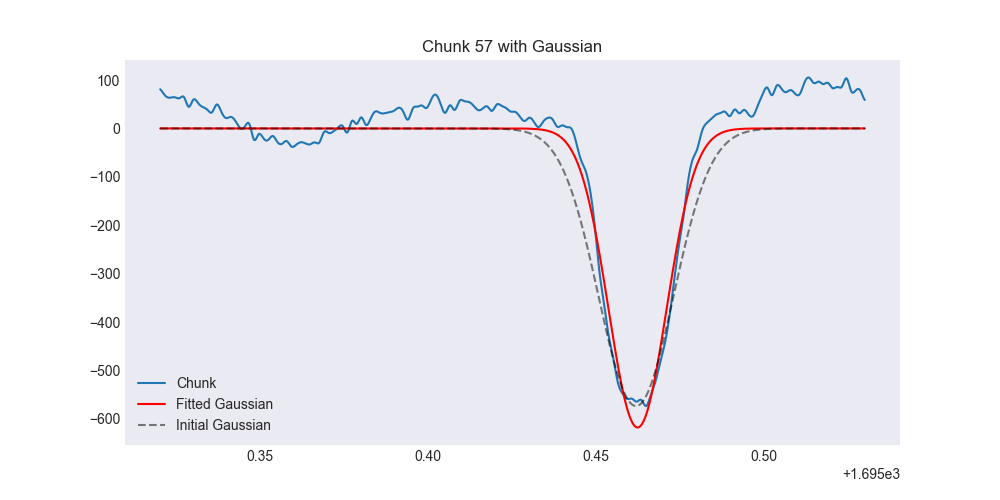 Chunk 57 with Gaussian
100
0
−100
−200
−300
−400
−500
−600
Chunk
Fitted Gaussian
Initial Gaussian
0.35 0.40 0.45 0.50
+1.695e3